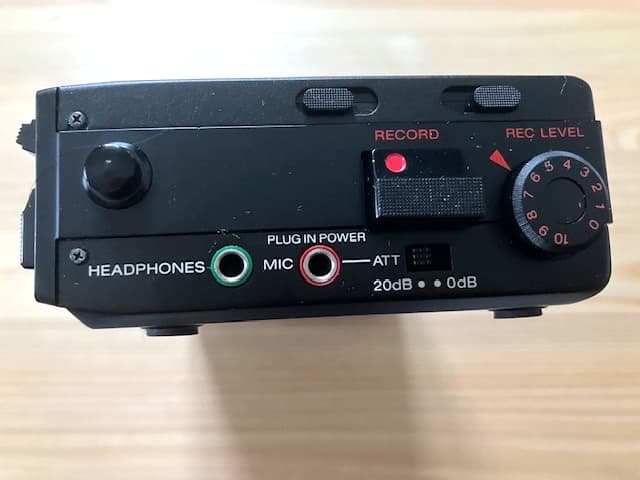 RECORD
REC LEVEL
0 1 2 3 4 5 6 7 8 9 10
PLUG IN POWER
HEADPHONES
MIC
ATT
20dB
0dB